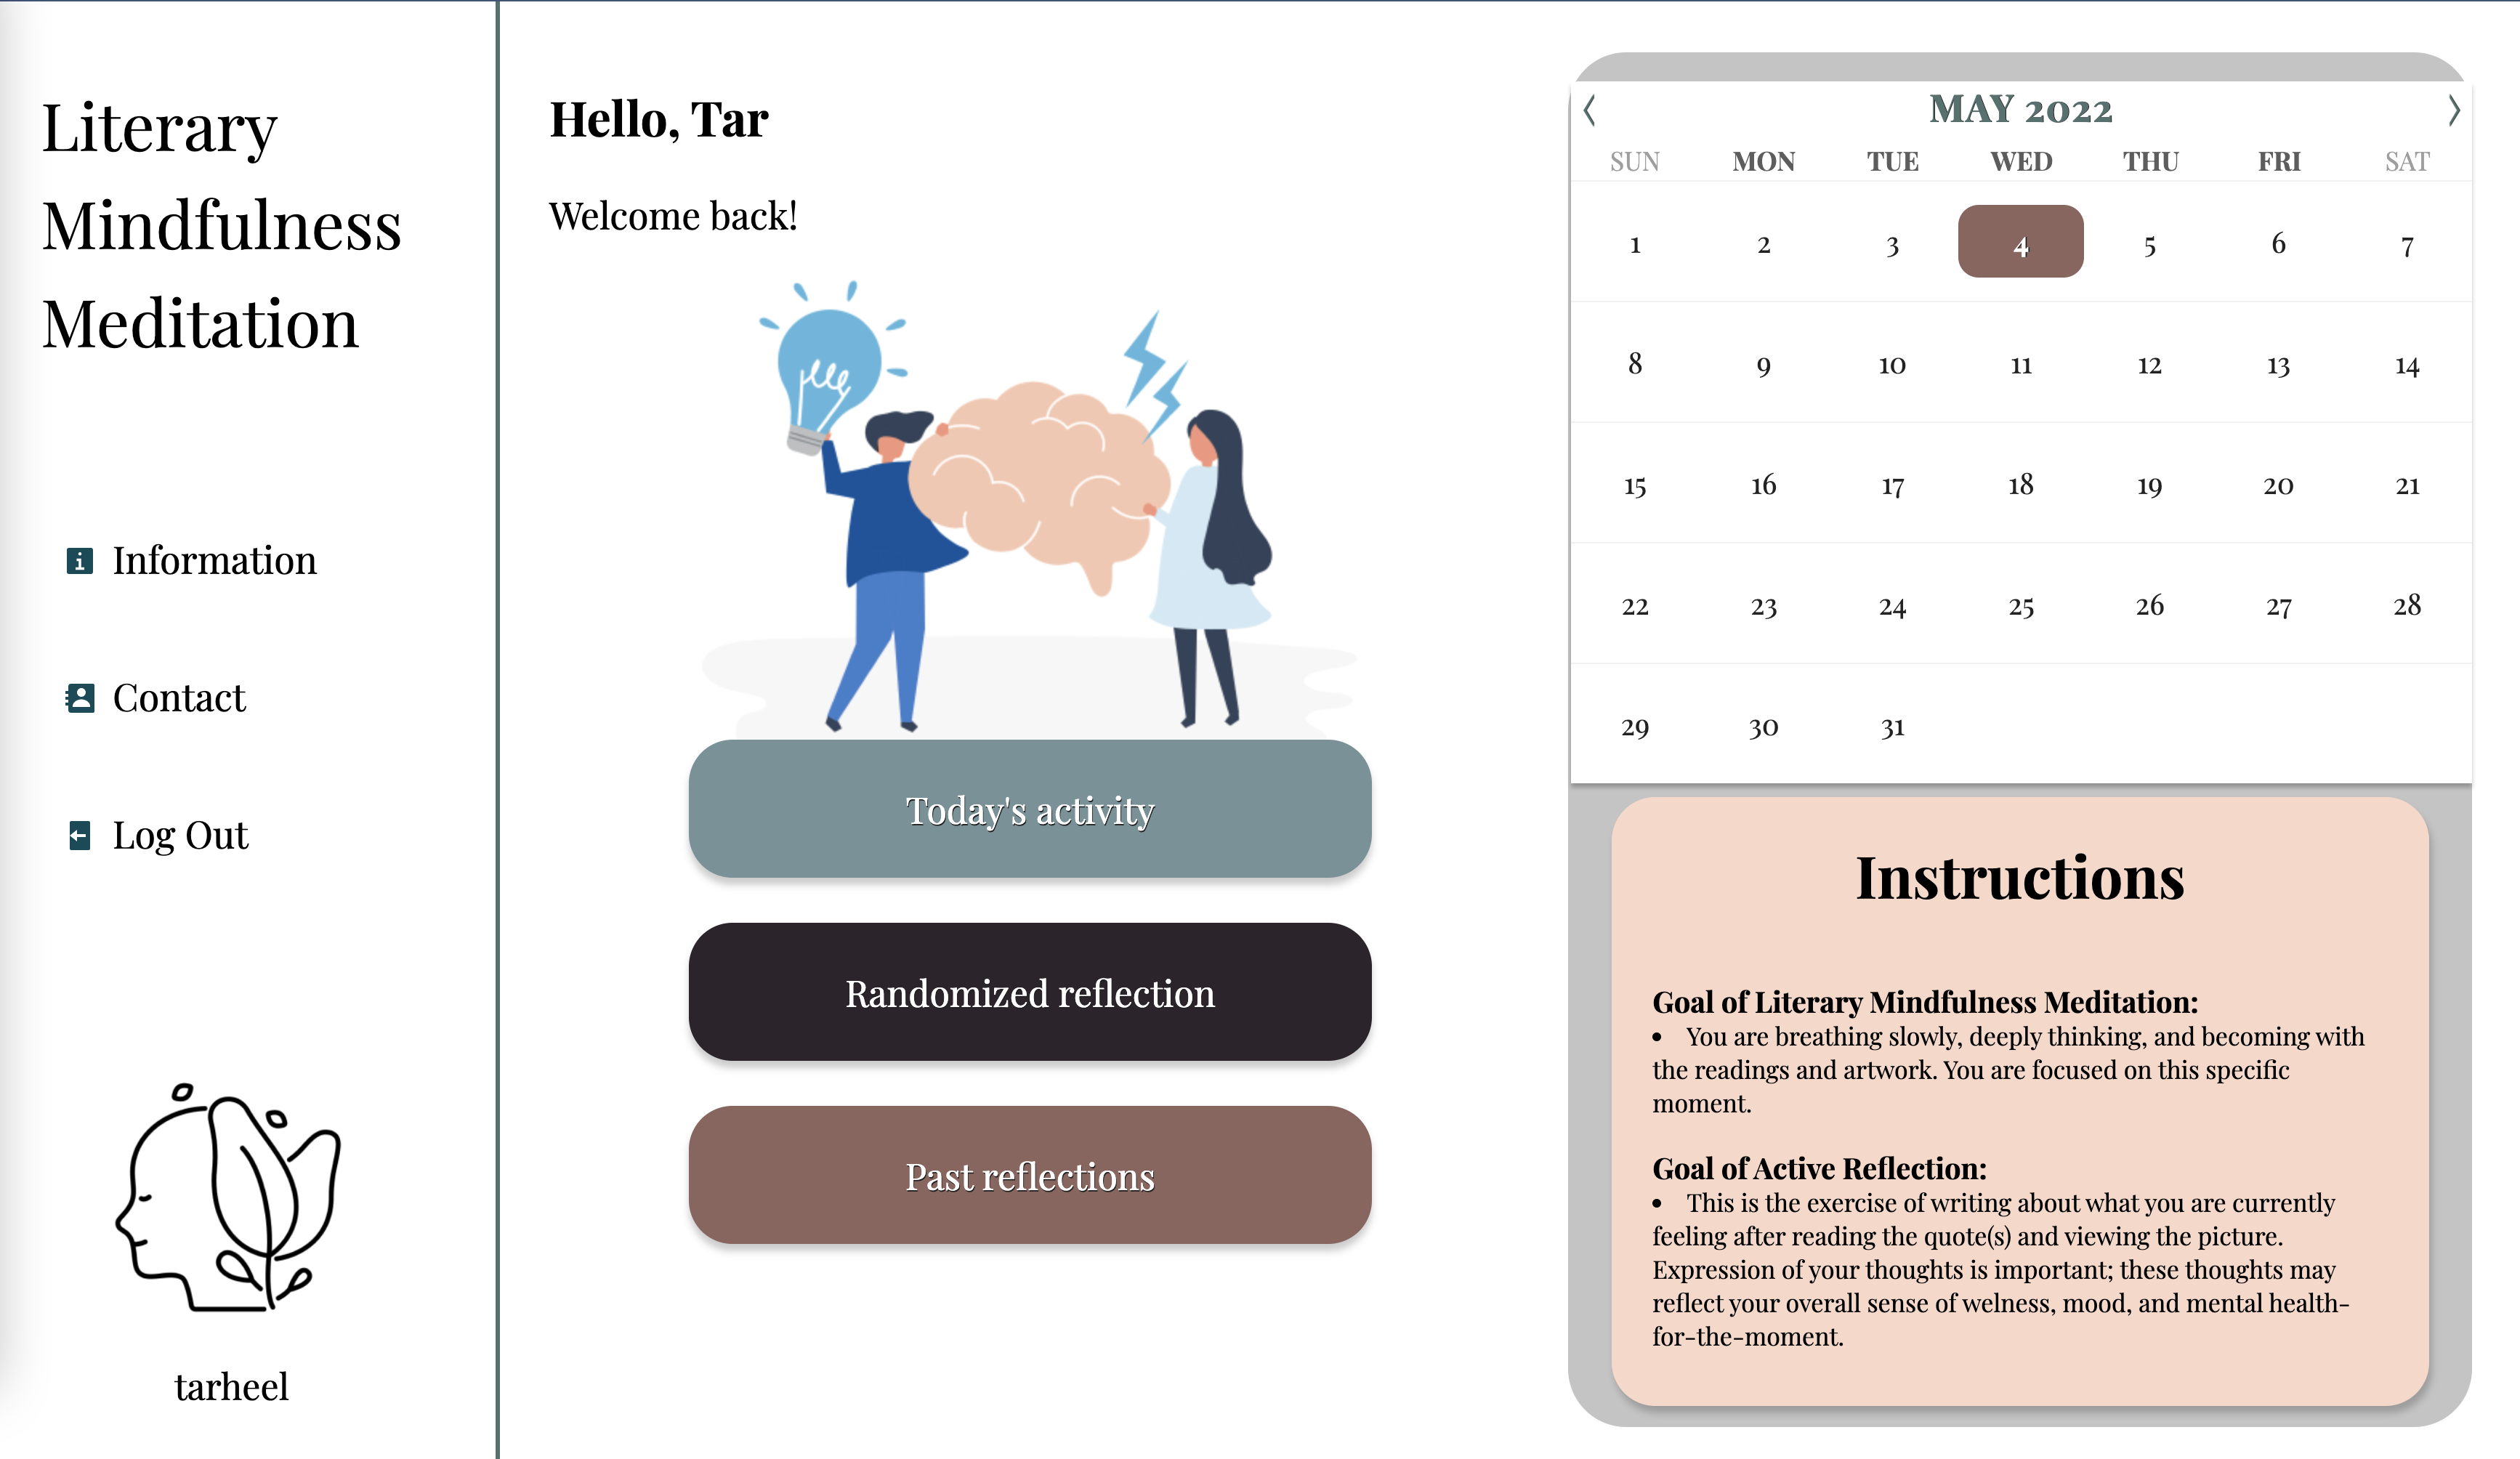 Literary
Mindfulness
Meditation
Information
Contact
Log Out
tarheel
Hello, Tar
Welcome back!
Today's activity
Randomized reflection
Past reflections
MAY 2022
SUN MON TUE WED THU FRI SAT
1 2 3 4 5 6 7
8 9 10 11 12 13 14
15 16 17 18 19 20 21
22 23 24 25 26 27 28
29 30 31
Instructions
Goal of Literary Mindfulness Meditation:
• You are breathing slowly, deeply thinking, and becoming with
the readings and artwork. You are focused on this specific
moment.
Goal of Active Reflection:
• This is the exercise of writing about what you are currently
feeling after reading the quote(s) and viewing the picture.
Expression of your thoughts is important; these thoughts may
reflect your overall sense of welness, mood, and mental health-
for-the-moment.